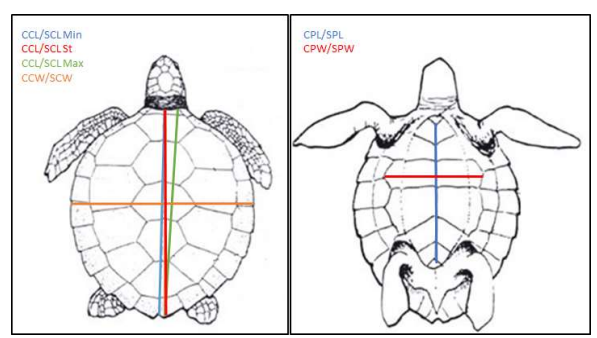 CCL/SCL Min
CCL/SCL St
CCL/SCL Max
CCW/SCW
CPL/SPL
CPW/SPW